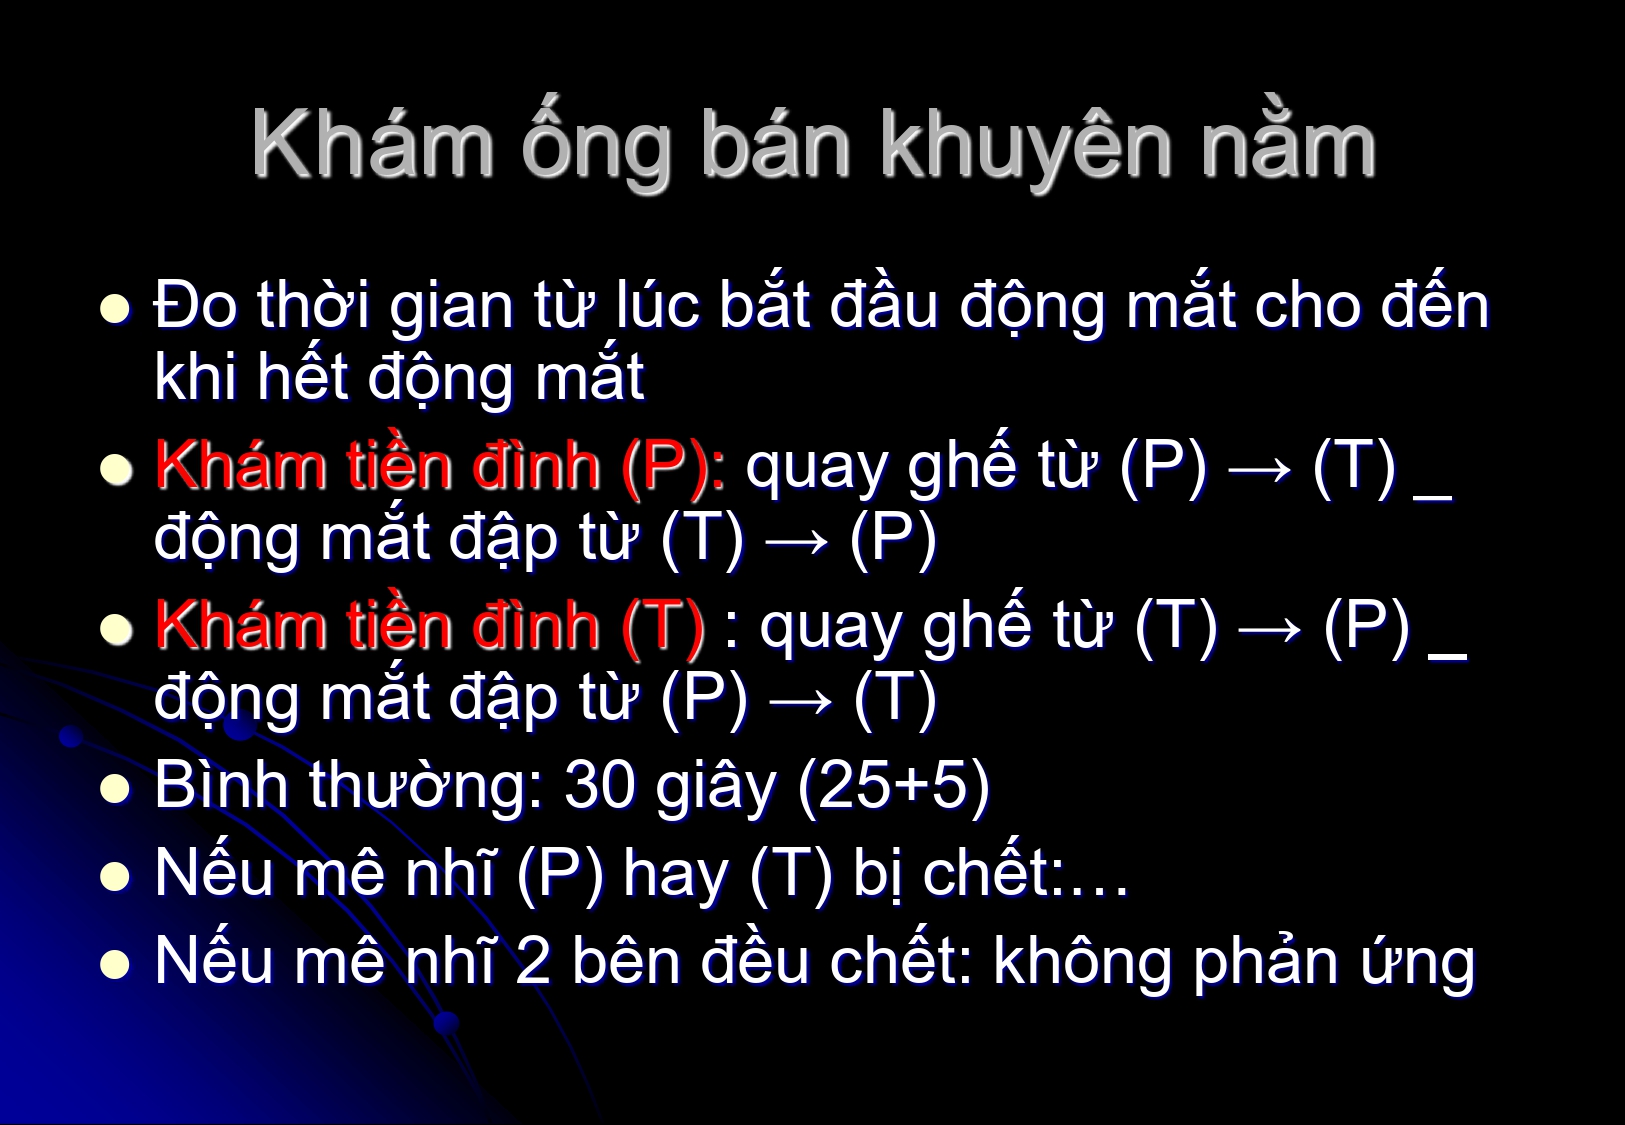 Khám ống bán khuyên nằm
Đo thời gian từ lúc bắt đầu động mắt cho đến
khi hết động mắt
Khám tiền đình (P): quay ghế từ (P) → (T) _
động mắt đập từ (T) → (P)
Khám tiền đình (T) : quay ghế từ (T) → (P) _
động mắt đập từ (P) → (T)
Bình thường: 30 giây (25+5)
Nếu mê nhĩ (P) hay (T) bị chết:…
Nếu mê nhĩ 2 bên đều chết: không phản ứng